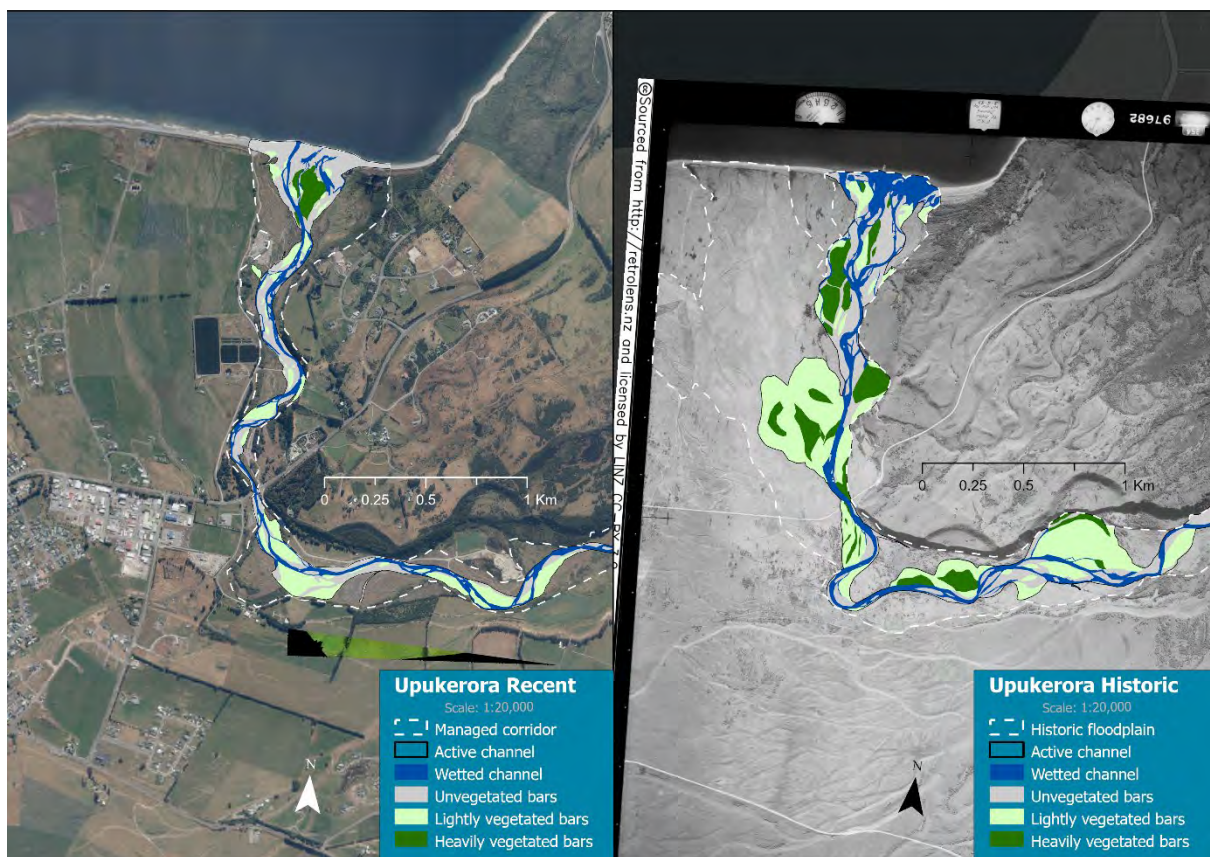 0 0.25 0.5 1 Km
Upukerora Recent
Scale: 1:20,000
Managed corridor
Active channel
Wetted channel
Unvegetated bars
Lightly vegetated bars
Heavily vegetated bars
N
97682
®Sourced from http://retrolens.nz and licensed by LINZ CC-BY
0 0.25 0.5 1 Km
Upukerora Historic
Scale: 1:20,000
Historic floodplain
Active channel
Wetted channel
Unvegetated bars
Lightly vegetated bars
Heavily vegetated bars
N